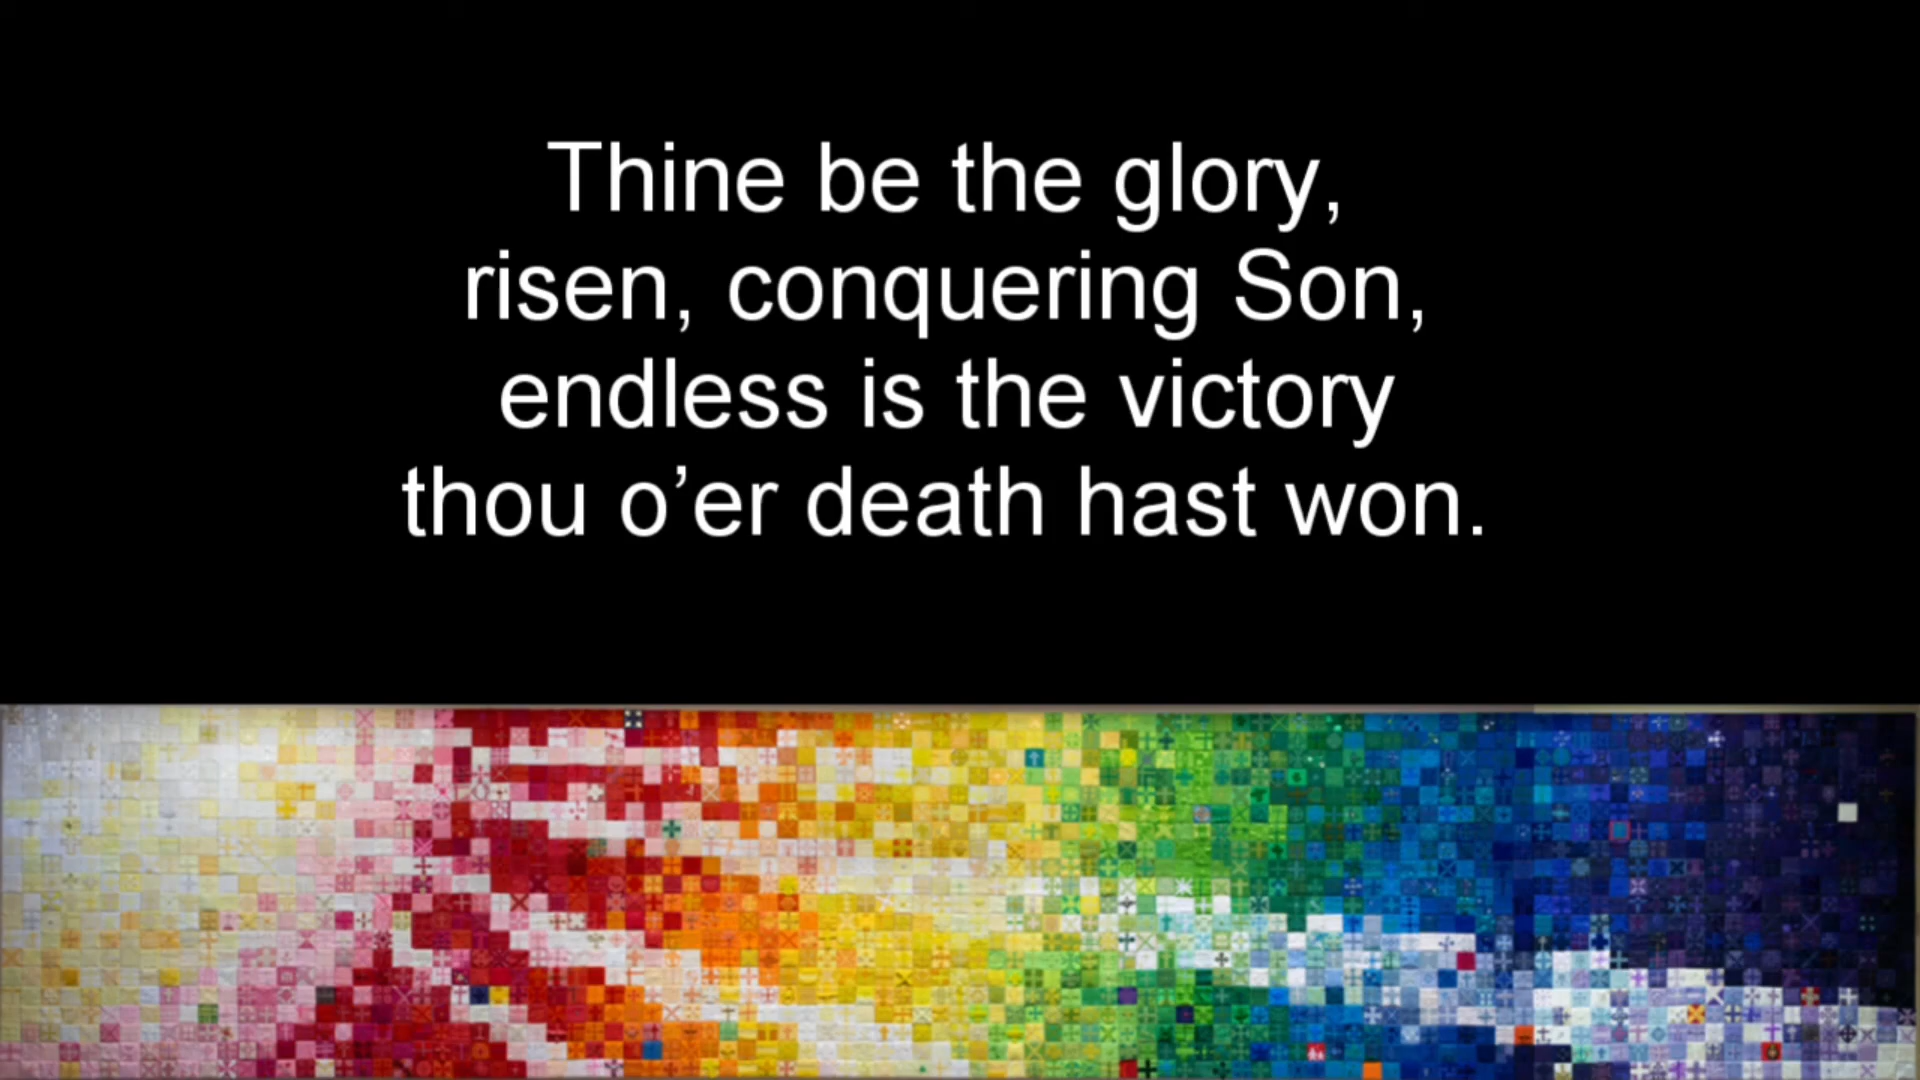 Thine be the glory,
risen, conquering Son,
endless is the victory
thou o’er death hast won.